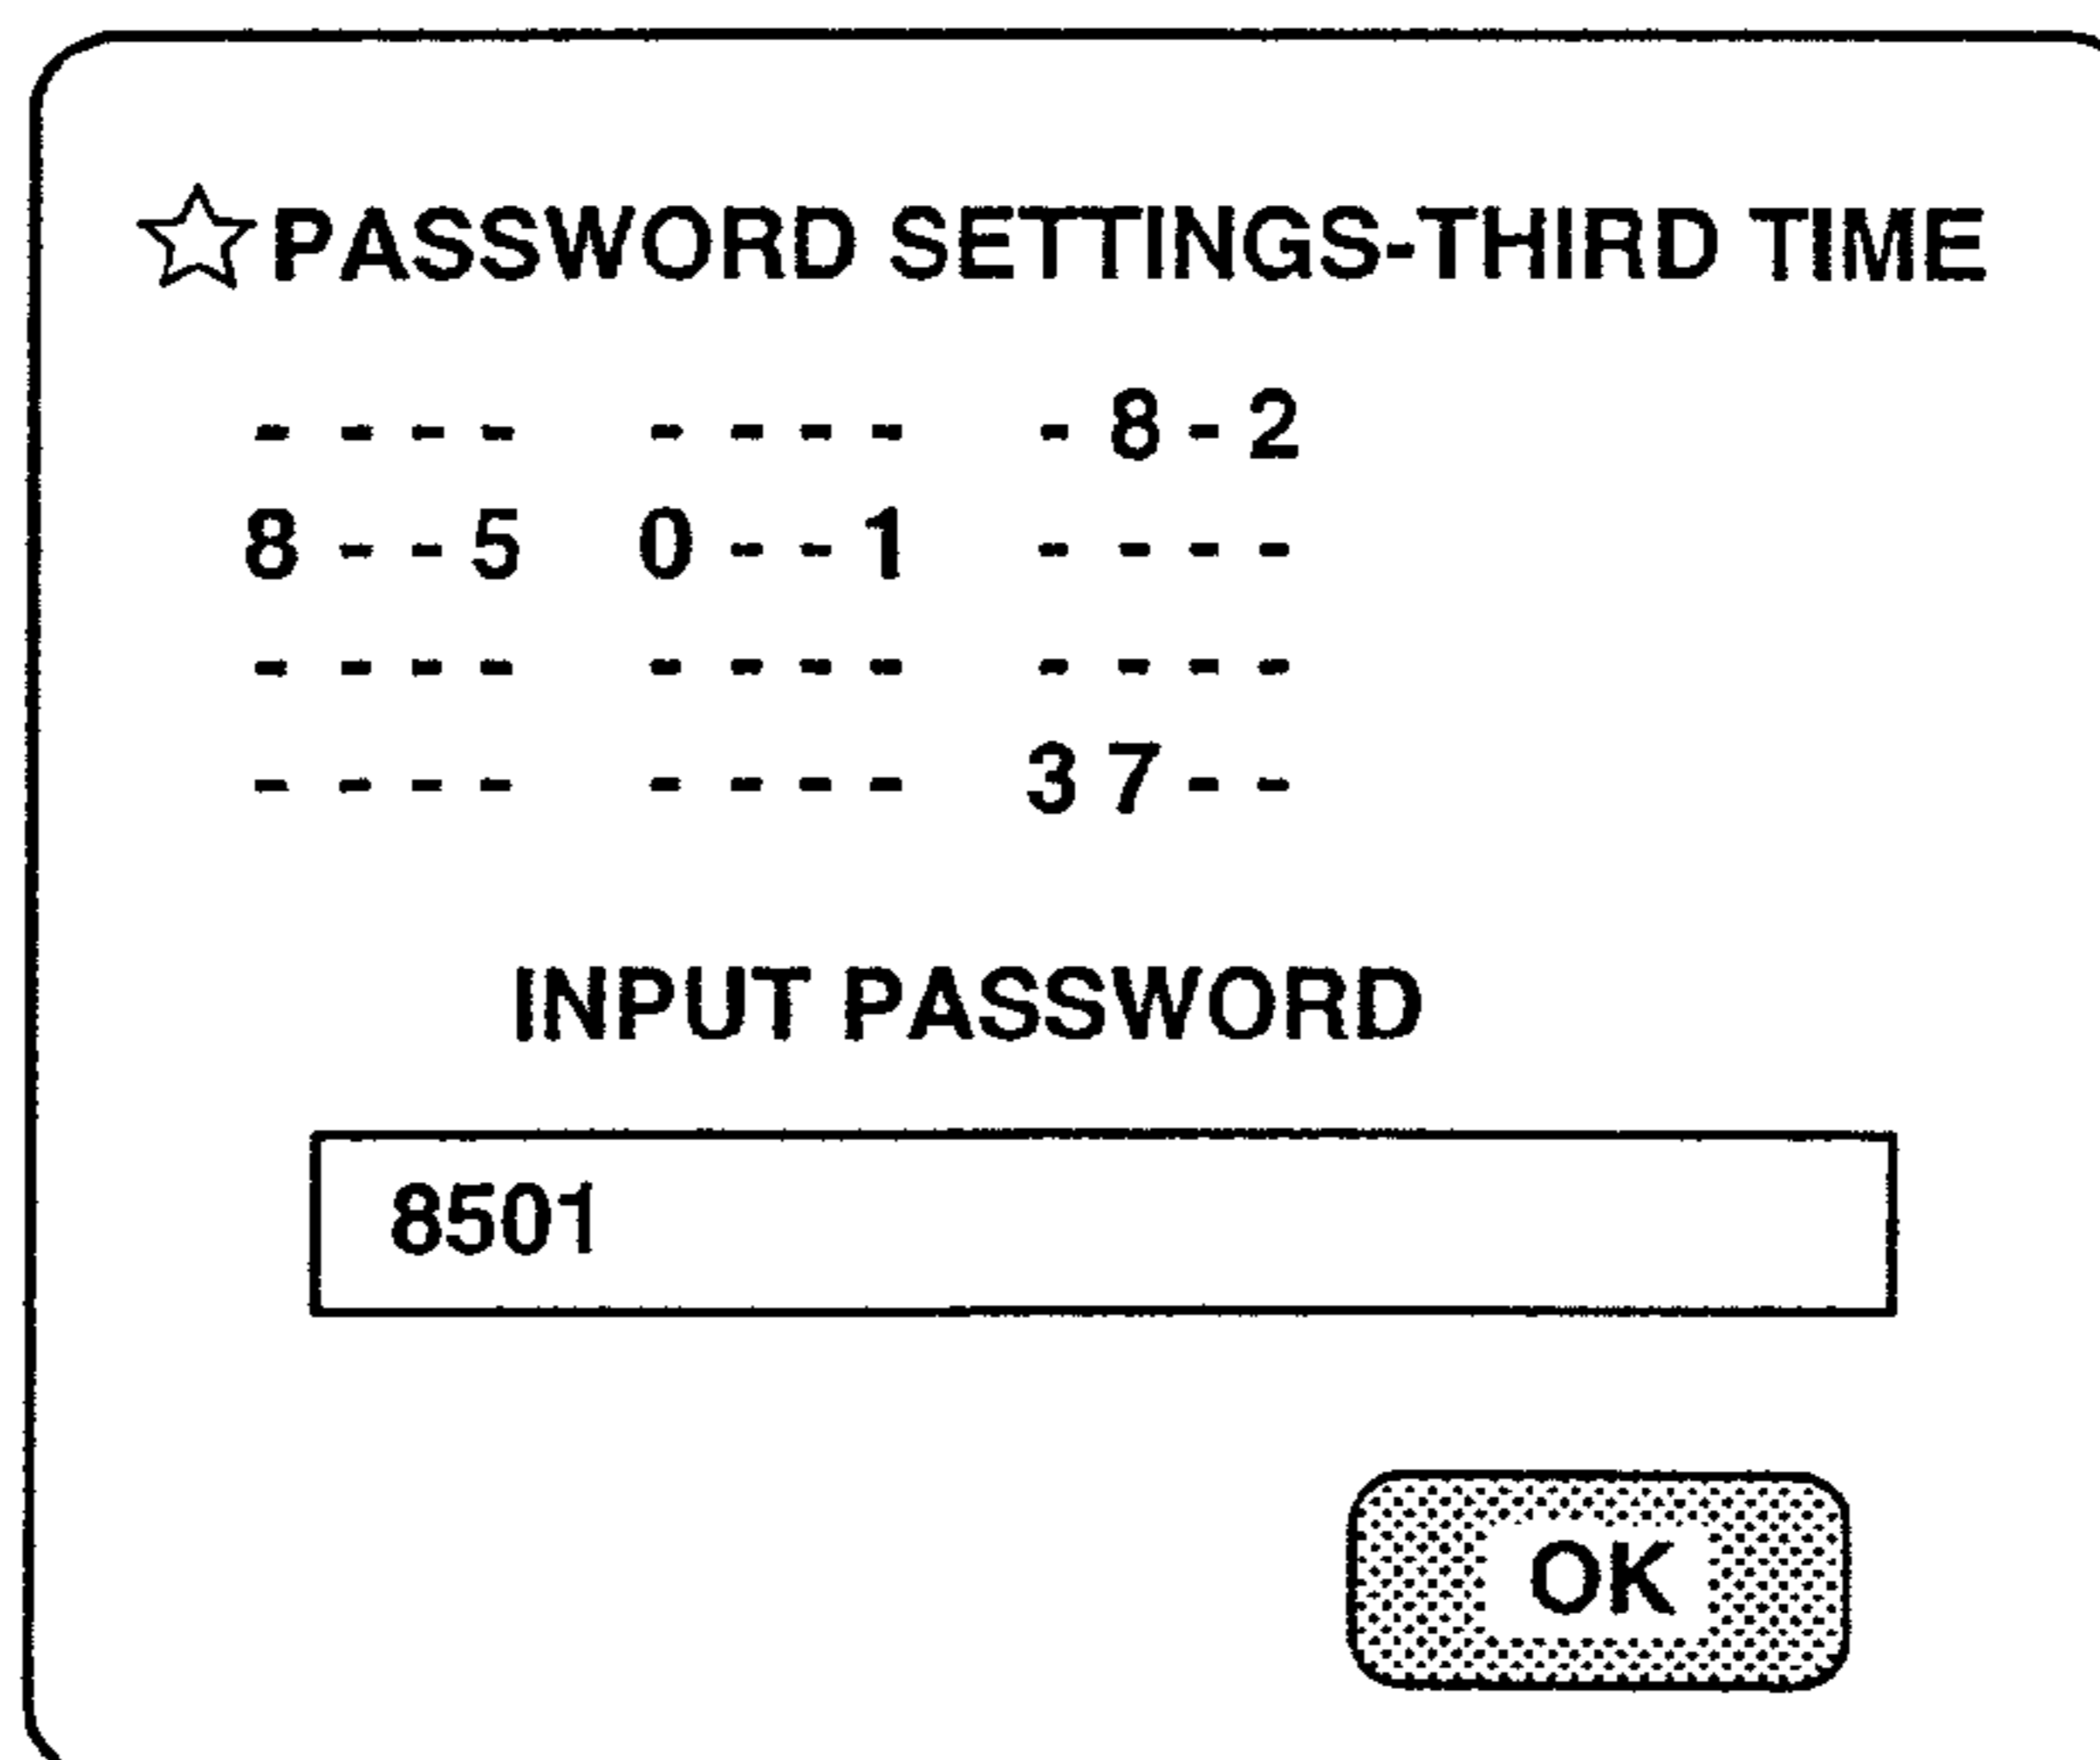 ☆PASSWORD SETTINGS-THIRD TIME
- - - - - - - - - 8 - 2
8 - - 5 0 - - 1 - - - -
- - - - - - - - - - - -
- - - - - - - - 3 7 - -
INPUT PASSWORD
8501
OK